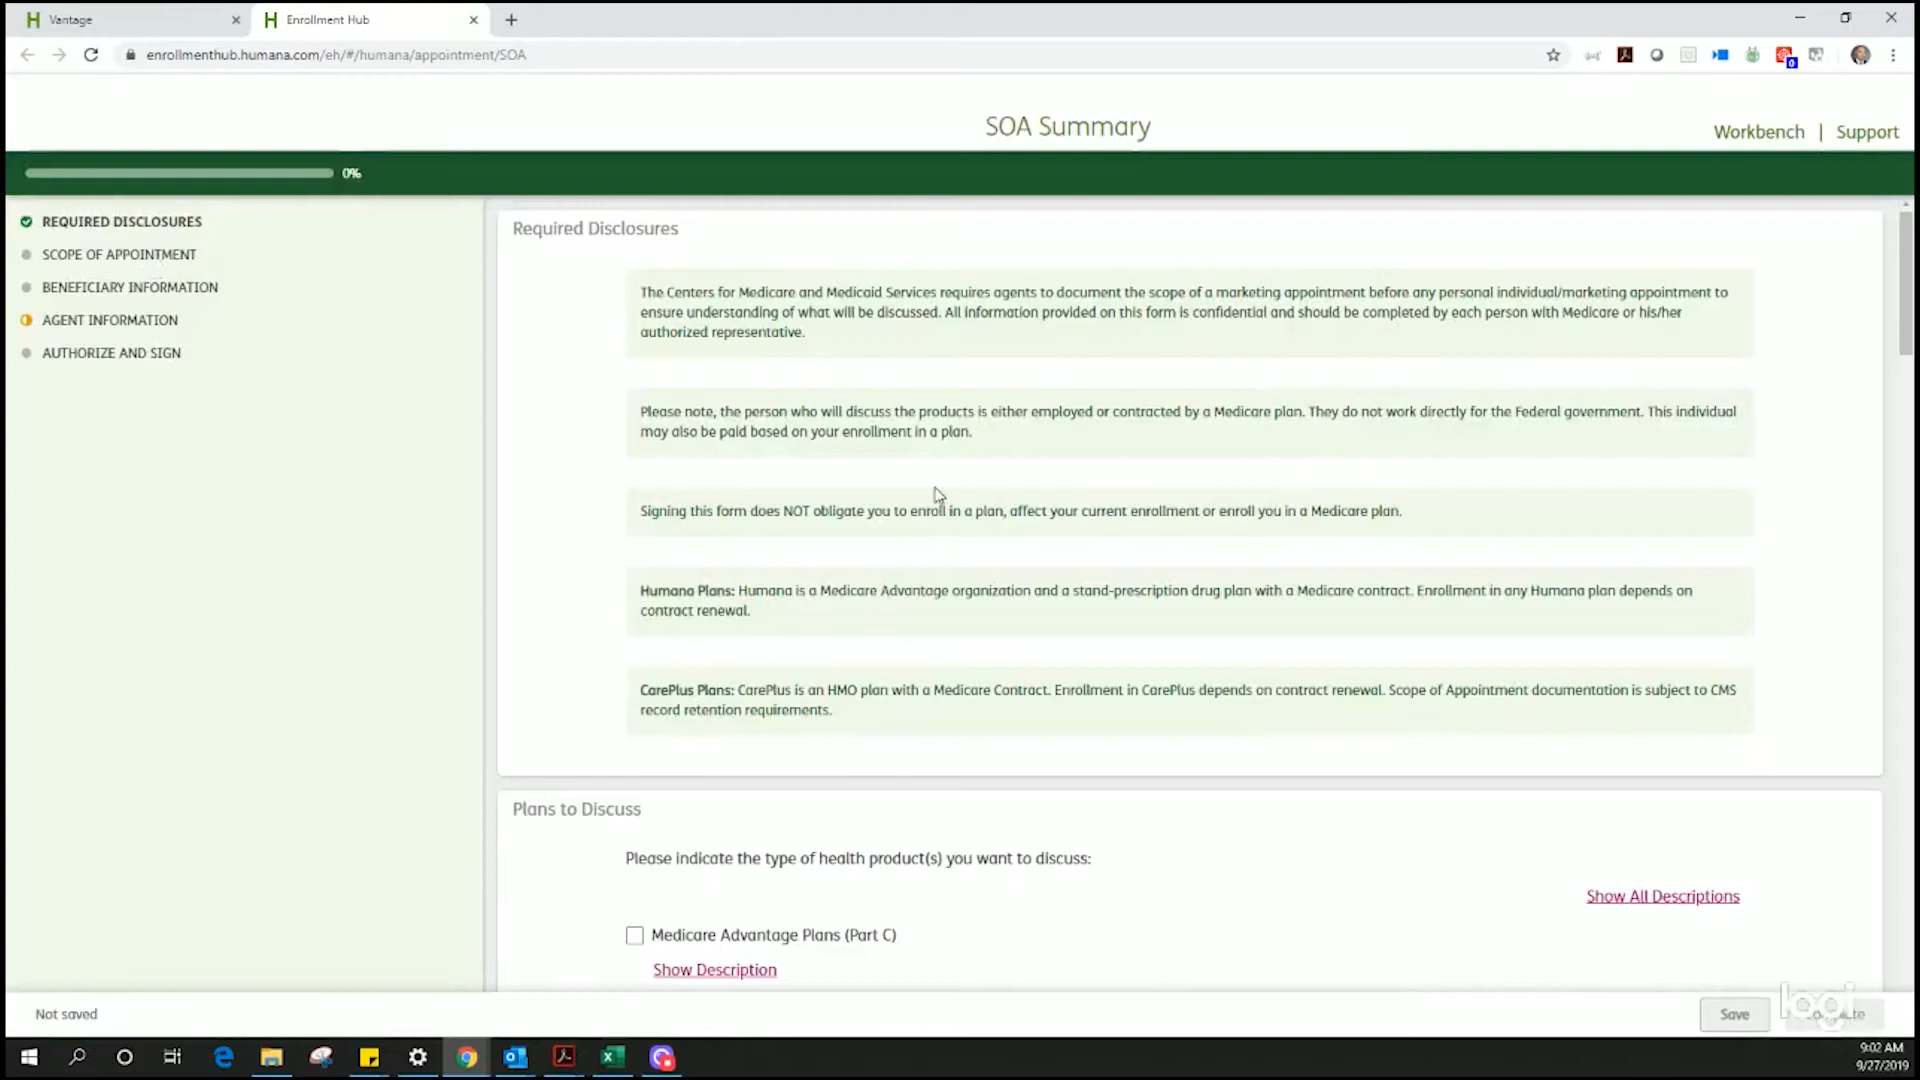 Vantage
Enrollment Hub
enrollmenthub.humana.com/eh/#/humana/appointment/SOA
SOA Summary
Workbench | Support
0%
REQUIRED DISCLOSURES
SCOPE OF APPOINTMENT
BENEFICIARY INFORMATION
AGENT INFORMATION
AUTHORIZE AND SIGN
Required Disclosures
The Centers for Medicare and Medicaid Services requires agents to document the scope of a marketing appointment before any personal individual/marketing appointment to
ensure understanding of what will be discussed. All information provided on this form is confidential and should be completed by each person with Medicare or his/her
authorized representative.
Please note, the person who will discuss the products is either employed or contracted by a Medicare plan. They do not work directly for the Federal government. This individual
may also be paid based on your enrollment in a plan.
Signing this form does NOT obligate you to enroll in a plan, affect your current enrollment or enroll you in a Medicare plan.
Humana Plans: Humana is a Medicare Advantage organization and a stand-prescription drug plan with a Medicare contract. Enrollment in any Humana plan depends on
contract renewal.
CarePlus Plans: CarePlus is an HMO plan with a Medicare Contract. Enrollment in CarePlus depends on contract renewal. Scope of Appointment documentation is subject to CMS
record retention requirements.
Plans to Discuss
Please indicate the type of health product(s) you want to discuss:
Show All Descriptions
Medicare Advantage Plans (Part C)
Show Description
Not saved
Save
logi
9:02 AM
9/27/2019